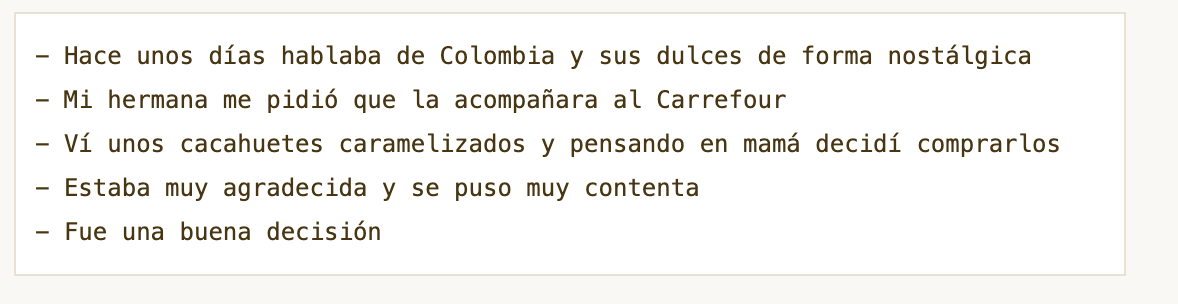 – Hace unos días hablaba de Colombia y sus dulces de forma nostálgica
– Mi hermana me pidió que la acompañara al Carrefour
– Ví unos cacahuetes caramelizados y pensando en mamá decidí comprarlos
– Estaba muy agradecida y se puso muy contenta
– Fue una buena decisión